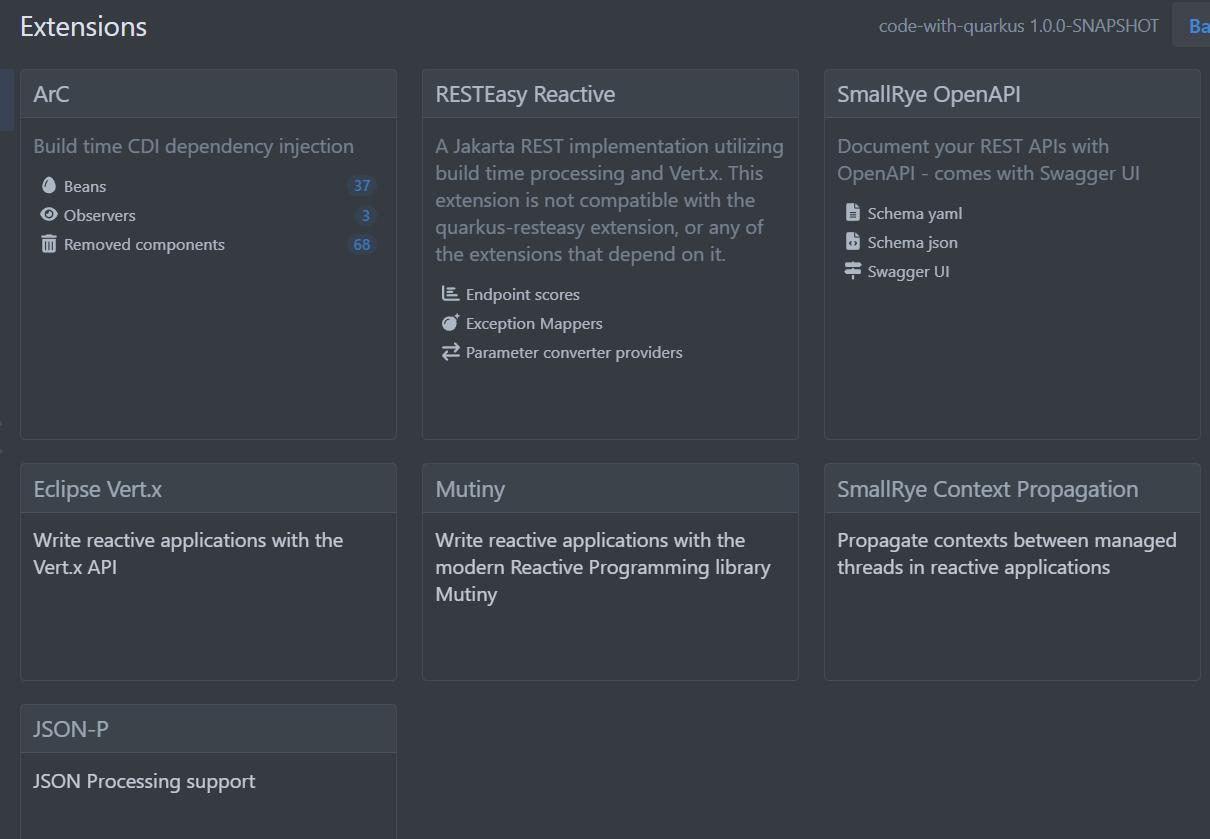 Extensions
code-with-quarkus 1.0.0-SNAPSHOT
ArC
Build time CDI dependency injection
Beans 37
Observers 3
Removed components 68
RESTEasy Reactive
A Jakarta REST implementation utilizing
build time processing and Vert.x. This
extension is not compatible with the
quarkus-resteasy extension, or any of
the extensions that depend on it.
Endpoint scores
Exception Mappers
Parameter converter providers
SmallRye OpenAPI
Document your REST APIs with
OpenAPI - comes with Swagger UI
Schema yaml
Schema json
Swagger UI
Eclipse Vert.x
Write reactive applications with the
Vert.x API
Mutiny
Write reactive applications with the
modern Reactive Programming library
Mutiny
SmallRye Context Propagation
Propagate contexts between managed
threads in reactive applications
JSON-P
JSON Processing support